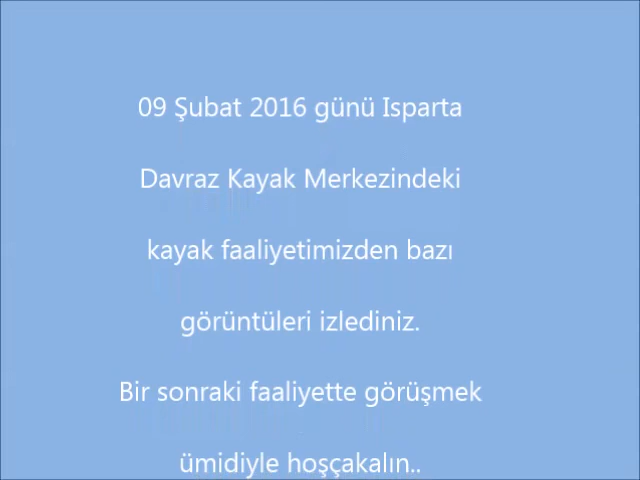 09 Şubat 2016 günü Isparta
Davraz Kayak Merkezindeki
kayak faaliyetimizden bazı
görüntüleri izlediniz.
Bir sonraki faaliyette görüşmek
ümidiyle hoşçakalın..